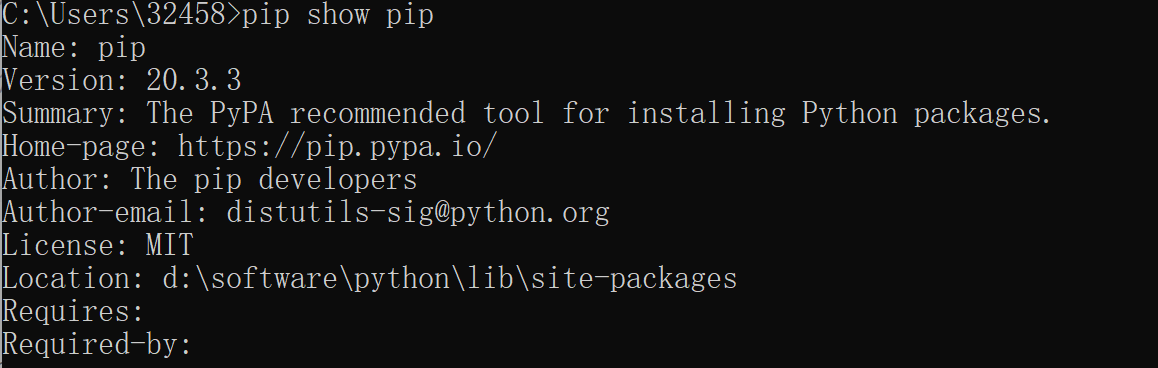 C:\Users\32458>pip show pip
Name: pip
Version: 20.3.3
Summary: The PyPA recommended tool for installing Python packages.
Home-page: https://pip.pypa.io/
Author: The pip developers
Author-email: distutils-sig@python.org
License: MIT
Location: d:\software\python\lib\site-packages
Requires:
Required-by: